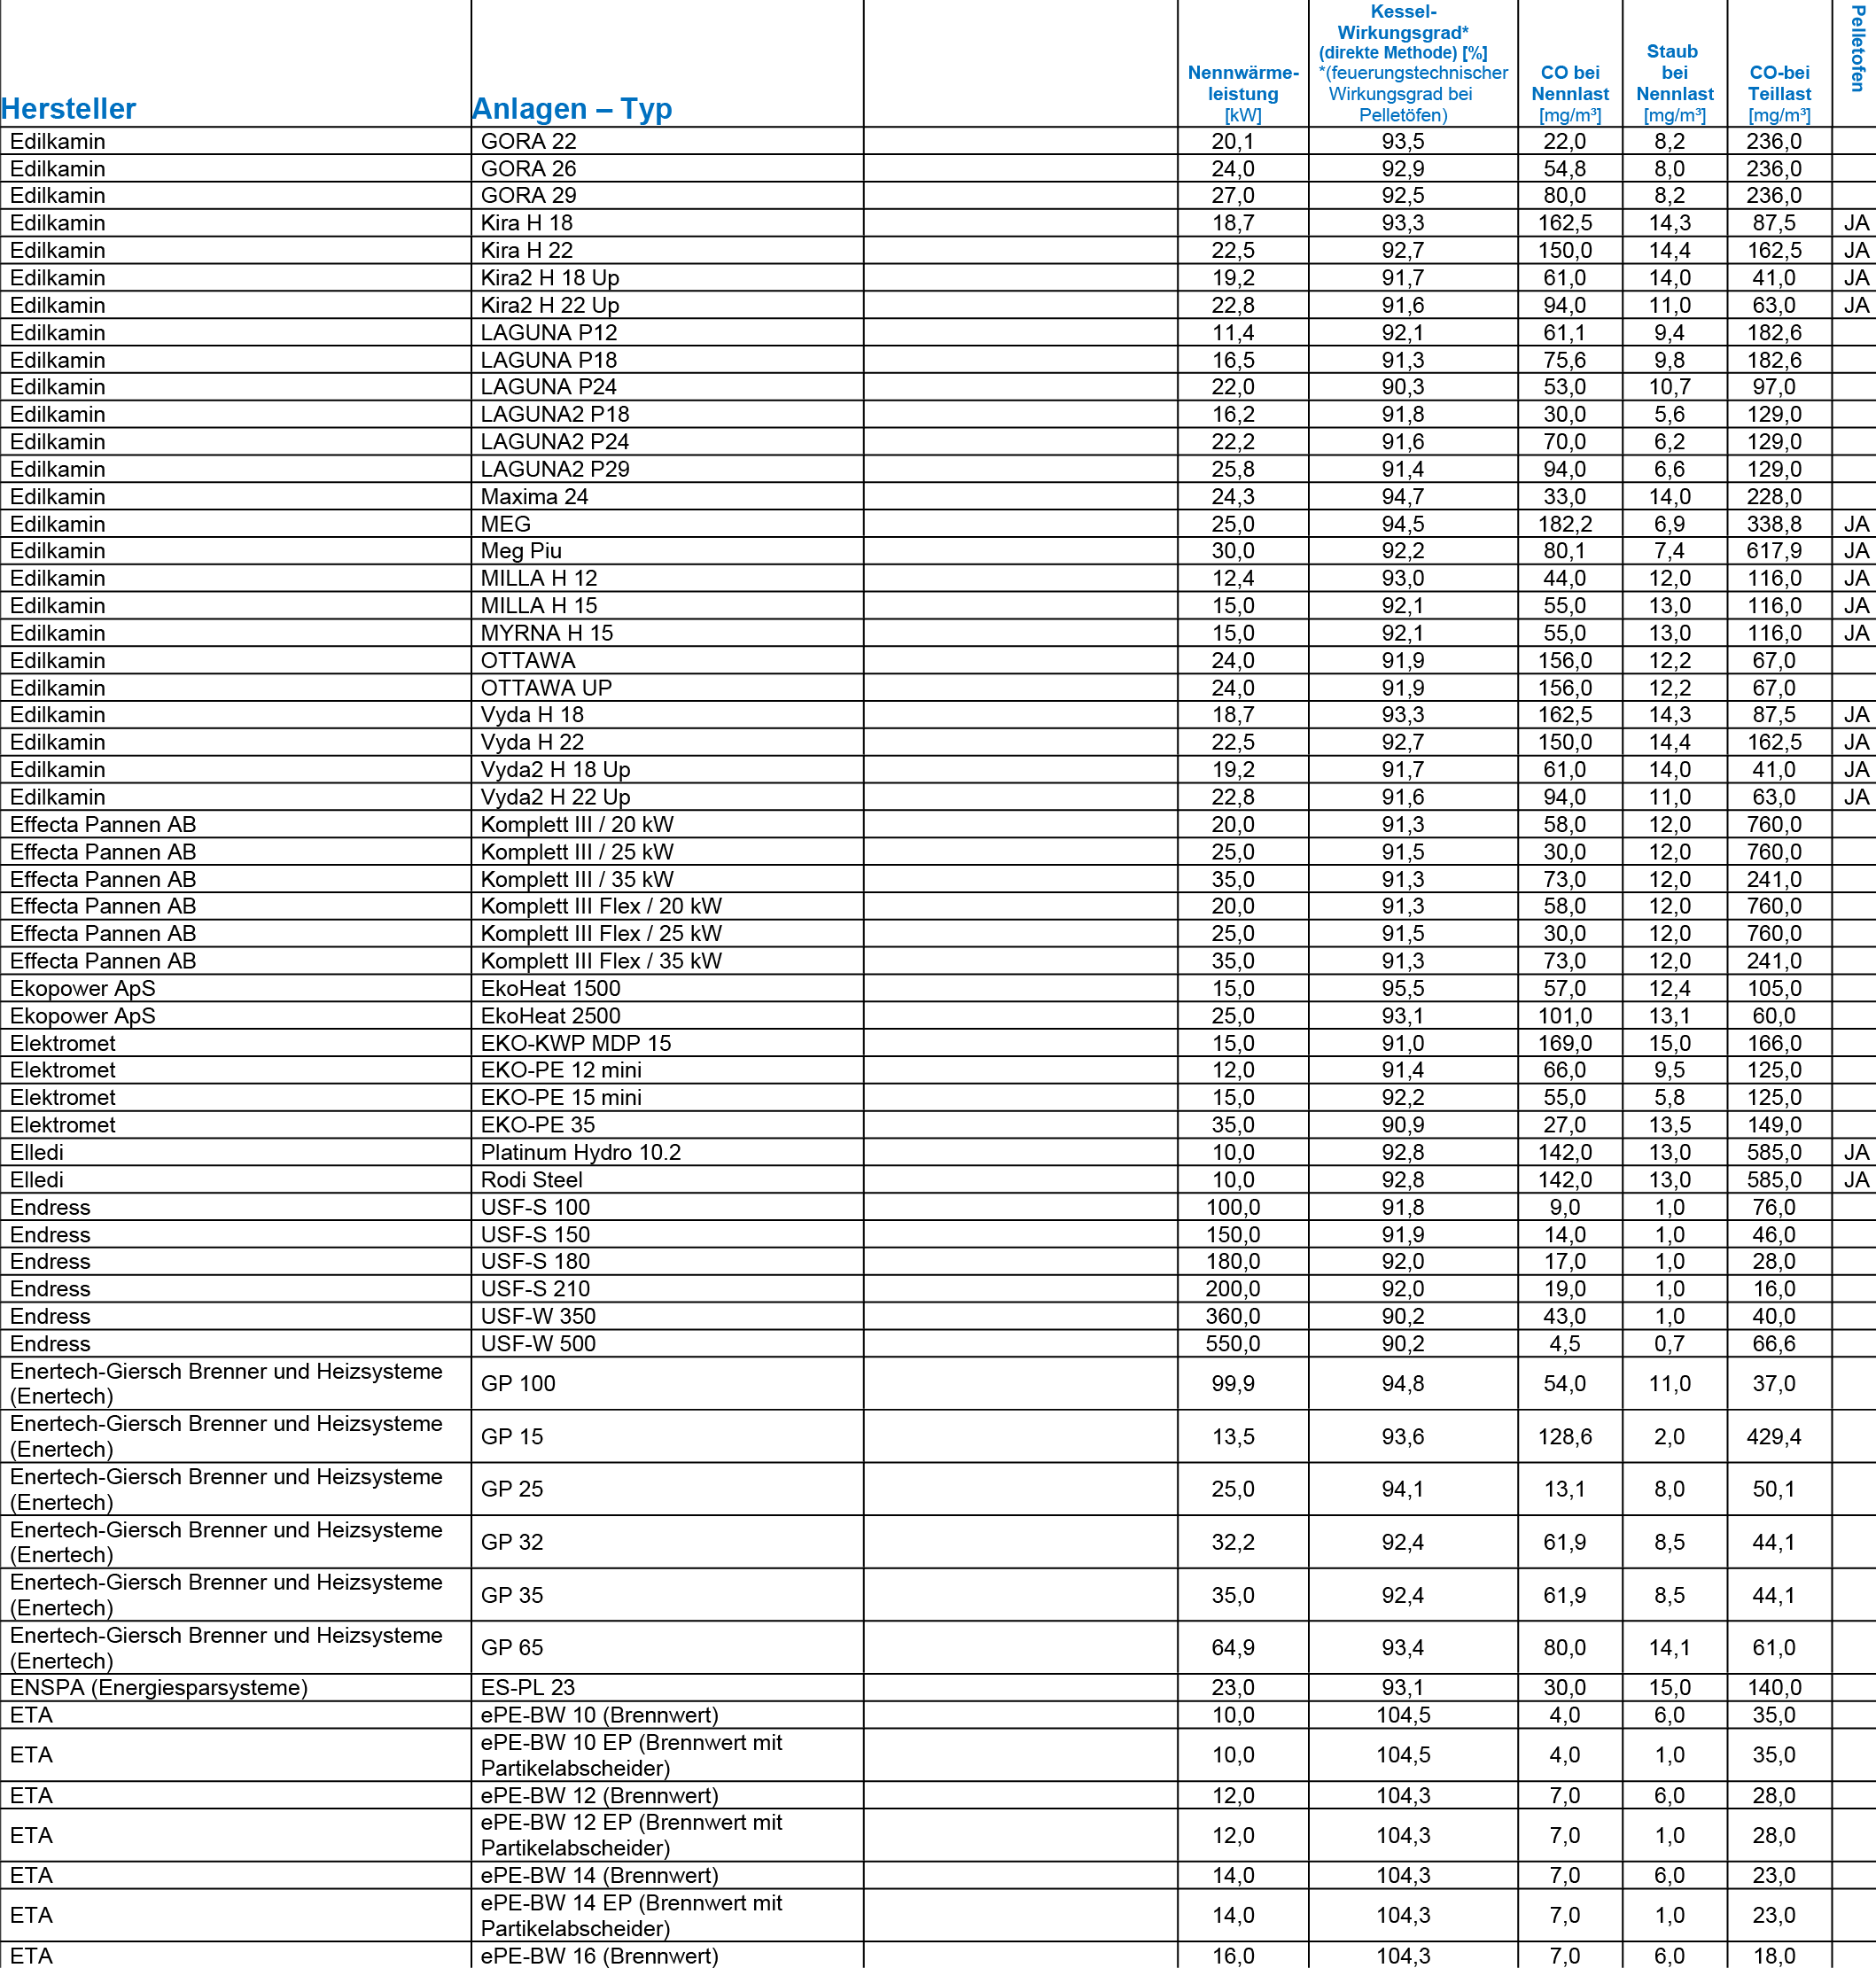 Hersteller Anlagen – Typ Nennwärme-leistung [kW] Kessel-Wirkungsgrad* (direkte Methode) [%] *(feuerungstechnischer Wirkungsgrad bei Pelletöfen) CO bei Nennlast [mg/m³] Staub bei Nennlast [mg/m³] CO-bei Teillast [mg/m³] Pelletofen
Edilkamin GORA 22 20,1 93,5 22,0 8,2 236,0
Edilkamin GORA 26 24,0 92,9 54,8 8,0 236,0
Edilkamin GORA 29 27,0 92,5 80,0 8,2 236,0
Edilkamin Kira H 18 18,7 93,3 162,5 14,3 87,5 JA
Edilkamin Kira H 22 22,5 92,7 150,0 14,4 162,5 JA
Edilkamin Kira2 H 18 Up 19,2 91,7 61,0 14,0 41,0 JA
Edilkamin Kira2 H 22 Up 22,8 91,6 94,0 11,0 63,0 JA
Edilkamin LAGUNA P12 11,4 92,1 61,1 9,4 182,6
Edilkamin LAGUNA P18 16,5 91,3 75,6 9,8 182,6
Edilkamin LAGUNA P24 22,0 90,3 53,0 10,7 97,0
Edilkamin LAGUNA2 P18 16,2 91,8 30,0 5,6 129,0
Edilkamin LAGUNA2 P24 22,2 91,6 70,0 6,2 129,0
Edilkamin LAGUNA2 P29 25,8 91,4 94,0 6,6 129,0
Edilkamin Maxima 24 24,3 94,7 33,0 14,0 228,0
Edilkamin MEG 25,0 94,5 182,2 6,9 338,8 JA
Edilkamin Meg Piu 30,0 92,2 80,1 7,4 617,9 JA
Edilkamin MILLA H 12 12,4 93,0 44,0 12,0 116,0 JA
Edilkamin MILLA H 15 15,0 92,1 55,0 13,0 116,0 JA
Edilkamin MYRNA H 15 15,0 92,1 55,0 13,0 116,0 JA
Edilkamin OTTAWA 24,0 91,9 156,0 12,2 67,0
Edilkamin OTTAWA UP 24,0 91,9 156,0 12,2 67,0
Edilkamin Vyda H 18 18,7 93,3 162,5 14,3 87,5 JA
Edilkamin Vyda H 22 22,5 92,7 150,0 14,4 162,5 JA
Edilkamin Vyda2 H 18 Up 19,2 91,7 61,0 14,0 41,0 JA
Edilkamin Vyda2 H 22 Up 22,8 91,6 94,0 11,0 63,0 JA
Effecta Pannen AB Komplett III / 20 kW 20,0 91,3 58,0 12,0 760,0
Effecta Pannen AB Komplett III / 25 kW 25,0 91,5 30,0 12,0 760,0
Effecta Pannen AB Komplett III / 35 kW 35,0 91,3 73,0 12,0 241,0
Effecta Pannen AB Komplett III Flex / 20 kW 20,0 91,3 58,0 12,0 760,0
Effecta Pannen AB Komplett III Flex / 25 kW 25,0 91,5 30,0 12,0 760,0
Effecta Pannen AB Komplett III Flex / 35 kW 35,0 91,3 73,0 12,0 241,0
Ekopower ApS EkoHeat 1500 15,0 95,5 57,0 12,4 105,0
Ekopower ApS EkoHeat 2500 25,0 93,1 101,0 13,1 60,0
Elektromet EKO-KWP MDP 15 15,0 91,0 169,0 15,0 166,0
Elektromet EKO-PE 12 mini 12,0 91,4 66,0 9,5 125,0
Elektromet EKO-PE 15 mini 15,0 92,2 55,0 5,8 125,0
Elektromet EKO-PE 35 35,0 90,9 27,0 13,5 149,0
Elledi Platinum Hydro 10.2 10,0 92,8 142,0 13,0 585,0 JA
Elledi Rodi Steel 10,0 92,8 142,0 13,0 585,0 JA
Endress USF-S 100 100,0 91,8 9,0 1,0 76,0
Endress USF-S 150 150,0 91,9 14,0 1,0 46,0
Endress USF-S 180 180,0 92,0 17,0 1,0 28,0
Endress USF-S 210 200,0 92,0 19,0 1,0 16,0
Endress USF-W 350 360,0 90,2 43,0 1,0 40,0
Endress USF-W 500 550,0 90,2 4,5 0,7 66,6
Enertech-Giersch Brenner und Heizsysteme
(Enertech) GP 100 99,9 94,8 54,0 11,0 37,0
Enertech-Giersch Brenner und Heizsysteme
(Enertech) GP 15 13,5 93,6 128,6 2,0 429,4
Enertech-Giersch Brenner und Heizsysteme
(Enertech) GP 25 25,0 94,1 13,1 8,0 50,1
Enertech-Giersch Brenner und Heizsysteme
(Enertech) GP 32 32,2 92,4 61,9 8,5 44,1
Enertech-Giersch Brenner und Heizsysteme
(Enertech) GP 35 35,0 92,4 61,9 8,5 44,1
Enertech-Giersch Brenner und Heizsysteme
(Enertech) GP 65 64,9 93,4 80,0 14,1 61,0
ENSPA (Energiesparsysteme) ES-PL 23 23,0 93,1 30,0 15,0 140,0
ETA ePE-BW 10 (Brennwert) 10,0 104,5 4,0 6,0 35,0
ETA ePE-BW 10 EP (Brennwert mit
Partikelabscheider) 10,0 104,5 4,0 1,0 35,0
ETA ePE-BW 12 (Brennwert) 12,0 104,3 7,0 6,0 28,0
ETA ePE-BW 12 EP (Brennwert mit
Partikelabscheider) 12,0 104,3 7,0 1,0 28,0
ETA ePE-BW 14 (Brennwert) 14,0 104,3 7,0 6,0 23,0
ETA ePE-BW 14 EP (Brennwert mit
Partikelabscheider) 14,0 104,3 7,0 1,0 23,0
ETA ePE-BW 16 (Brennwert) 16,0 104,3 7,0 6,0 18,0